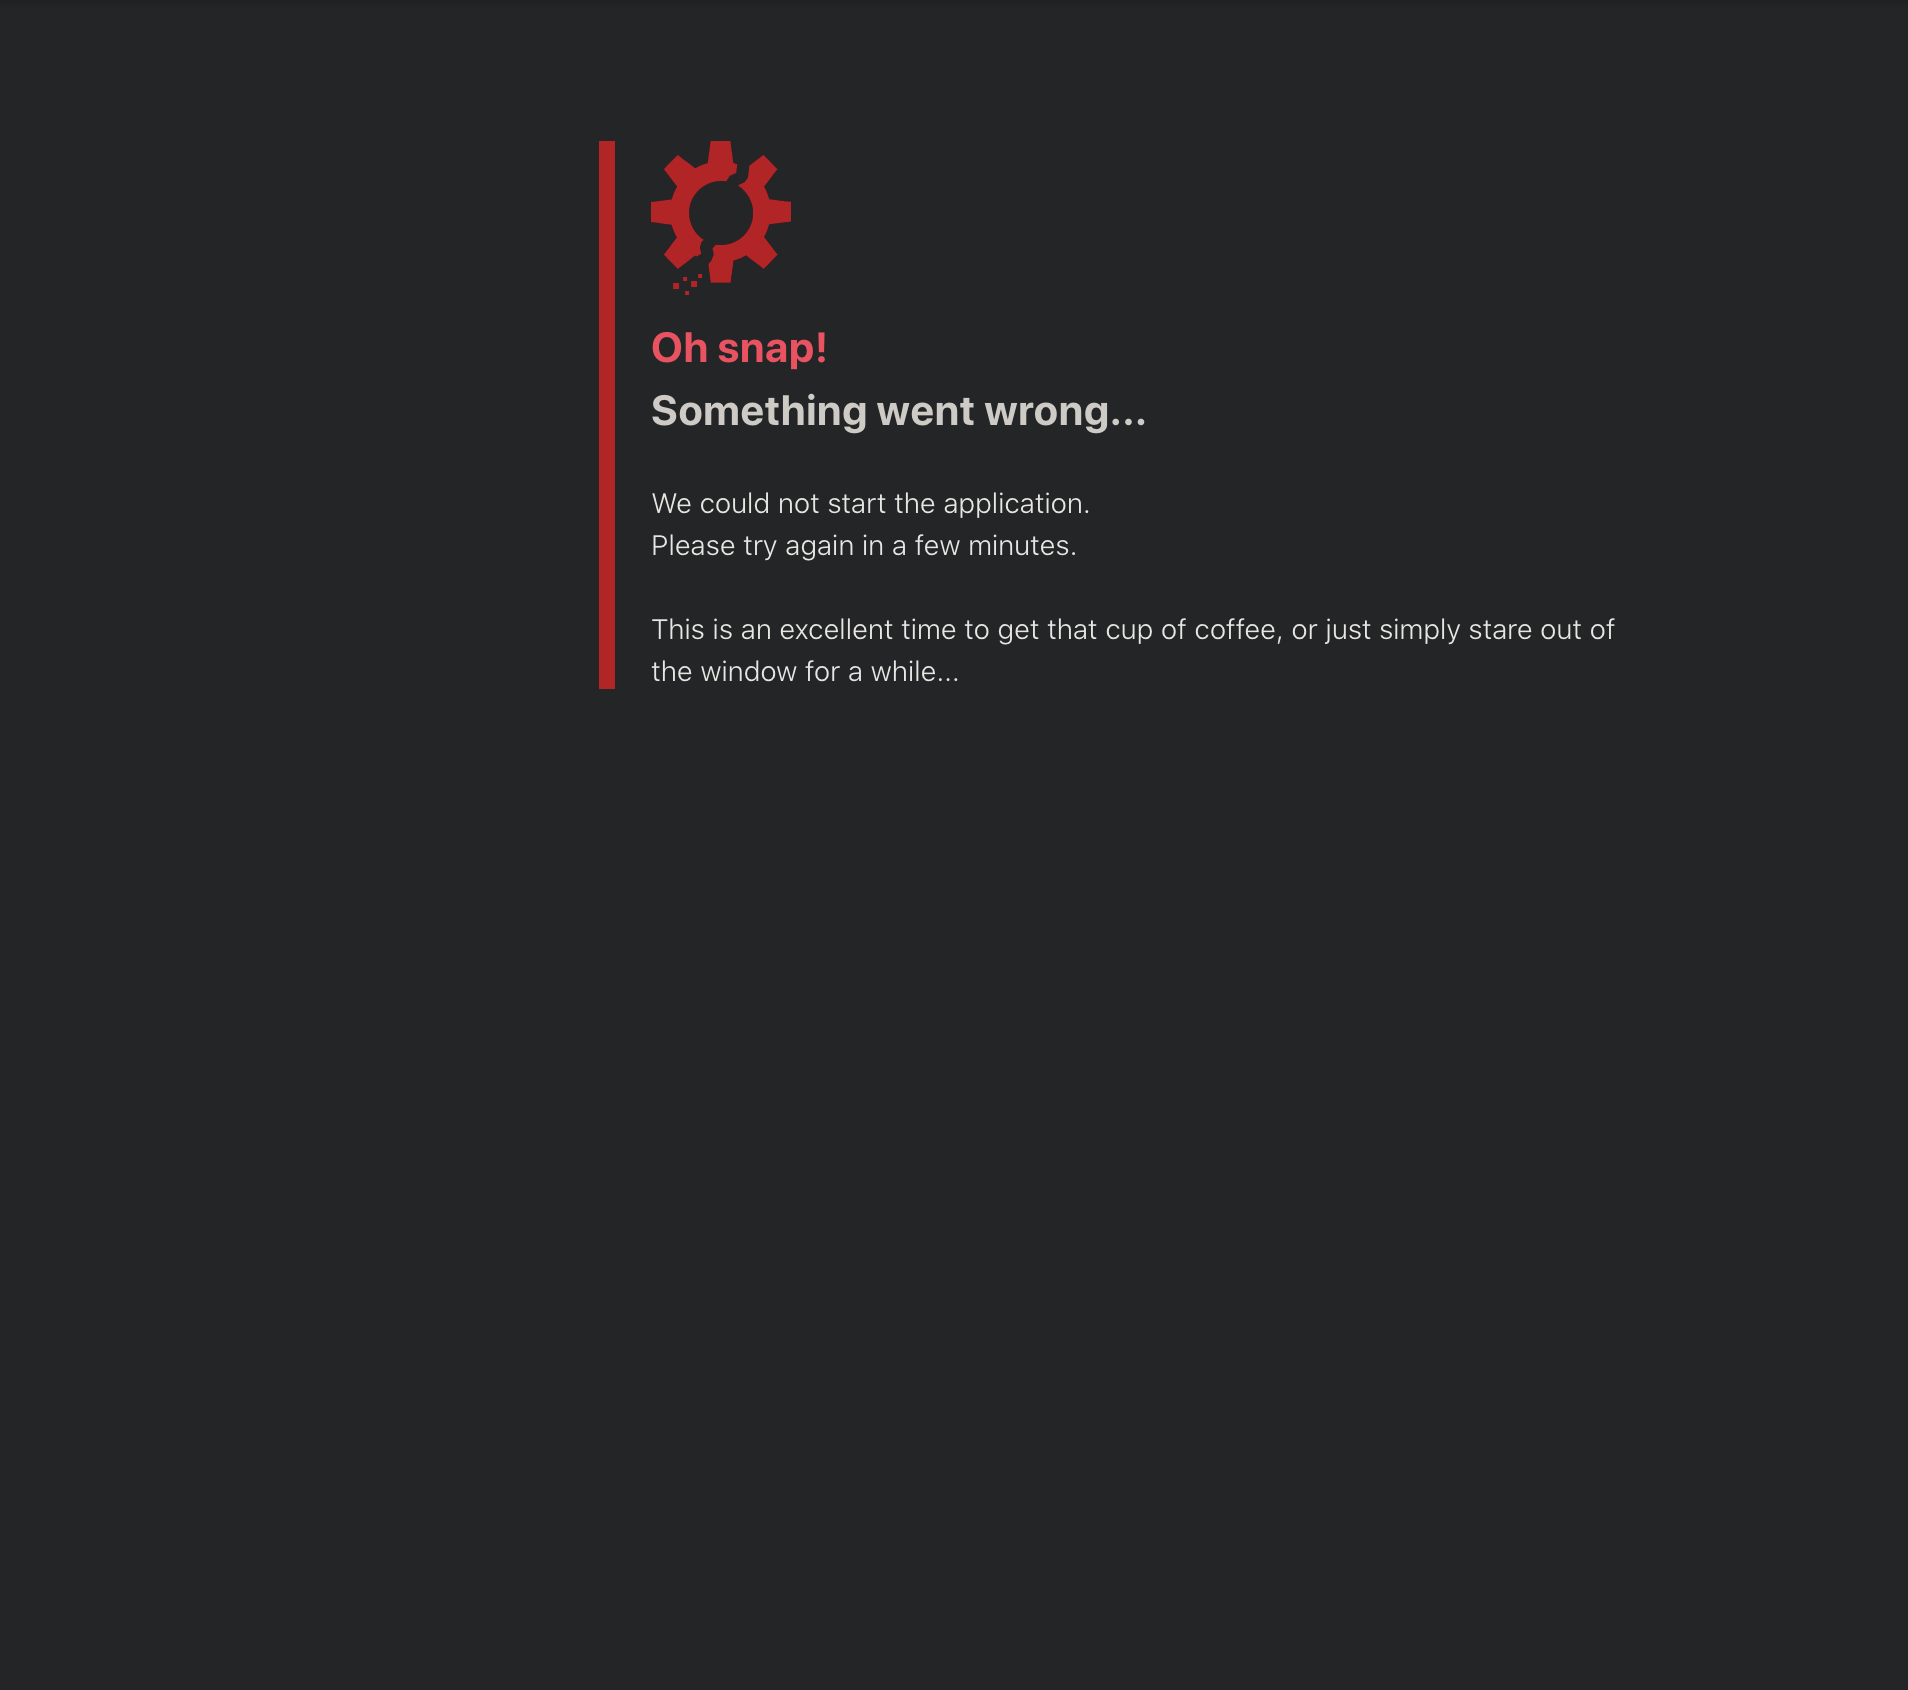 Oh snap!
Something went wrong...
We could not start the application.
Please try again in a few minutes.
This is an excellent time to get that cup of coffee, or just simply stare out of
the window for a while...